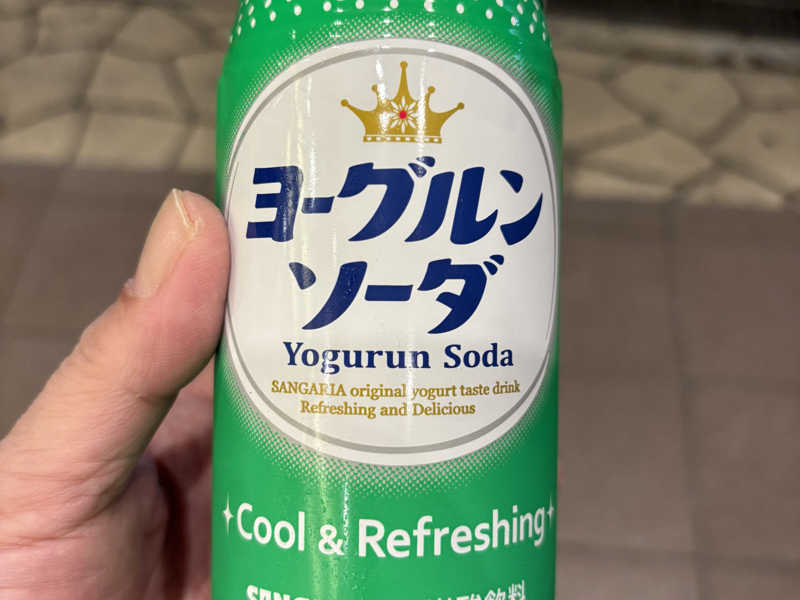 ヨーグルン
ソーダ
Yogurun Soda
SANGARIA original yogurt taste drink
Refreshing and Delicious
Cool & Refreshing